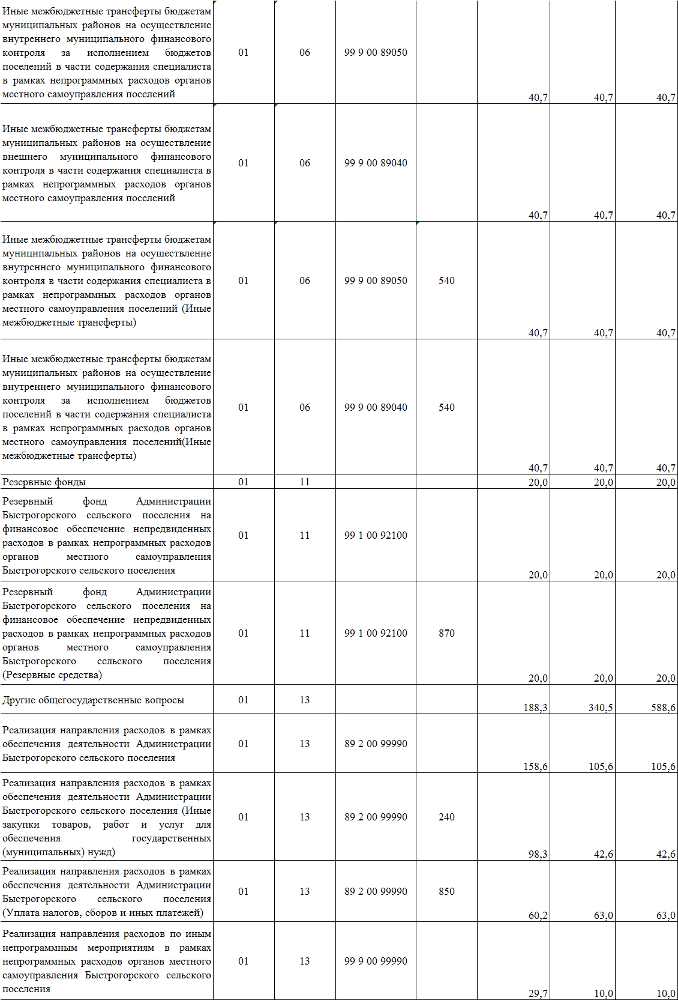 Иные межбюджетные трансферты бюджетам
муниципальных районов на осуществление
внутреннего муниципального финансового
контроля за исполнением бюджетов
поселений в части содержания специалиста
в рамках непрограммных расходов органов
местного самоуправления поселений
01 06 99 9 00 89050 40,7 40,7 40,7
Иные межбюджетные трансферты бюджетам
муниципальных районов на осуществление
внешнего муниципального финансового
контроля в части содержания специалиста в
рамках непрограммных расходов органов
местного самоуправления поселений
01 06 99 9 00 89040 40,7 40,7 40,7
Иные межбюджетные трансферты бюджетам
муниципальных районов на осуществление
внутреннего муниципального финансового
контроля в части содержания специалиста в
рамках непрограммных расходов органов
местного самоуправления поселений (Иные
межбюджетные трансферты)
01 06 99 9 00 89050 540 40,7 40,7 40,7
Иные межбюджетные трансферты бюджетам
муниципальных районов на осуществление
внутреннего муниципального финансового
контроля за исполнением бюджетов
поселений в части содержания специалиста
в рамках непрограммных расходов органов
местного самоуправления поселений(Иные
межбюджетные трансферты)
01 06 99 9 00 89040 540 40,7 40,7 40,7
Резервные фонды 01 11 20,0 20,0 20,0
Резервный фонд Администрации
Быстрогорского сельского поселения на
финансовое обеспечение непредвиденных
расходов в рамках непрограммных расходов
органов местного самоуправления
Быстрогорского сельского поселения
01 11 99 1 00 92100 20,0 20,0 20,0
Резервный фонд Администрации
Быстрогорского сельского поселения на
финансовое обеспечение непредвиденных
расходов в рамках непрограммных расходов
органов местного самоуправления
Быстрогорского сельского поселения
(Резервные средства)
01 11 99 1 00 92100 870 20,0 20,0 20,0
Другие общегосударственные вопросы 01 13 188,3 340,5 588,6
Реализация направления расходов в рамках
обеспечения деятельности Администрации
Быстрогорского сельского поселения
01 13 89 2 00 99990 158,6 105,6 105,6
Реализация направления расходов в рамках
обеспечения деятельности Администрации
Быстрогорского сельского поселения (Иные
закупки товаров, работ и услуг для
обеспечения государственных
(муниципальных) нужд)
01 13 89 2 00 99990 240 98,3 42,6 42,6
Реализация направления расходов в рамках
обеспечения деятельности Администрации
Быстрогорского сельского поселения
(Уплата налогов, сборов и иных платежей)
01 13 89 2 00 99990 850 60,2 63,0 63,0
Реализация направления расходов по иным
непрограммным мероприятиям в рамках
непрограммных расходов органов местного
самоуправления Быстрогорского сельского
поселения
01 13 99 9 00 99990 29,7 10,0 10,0